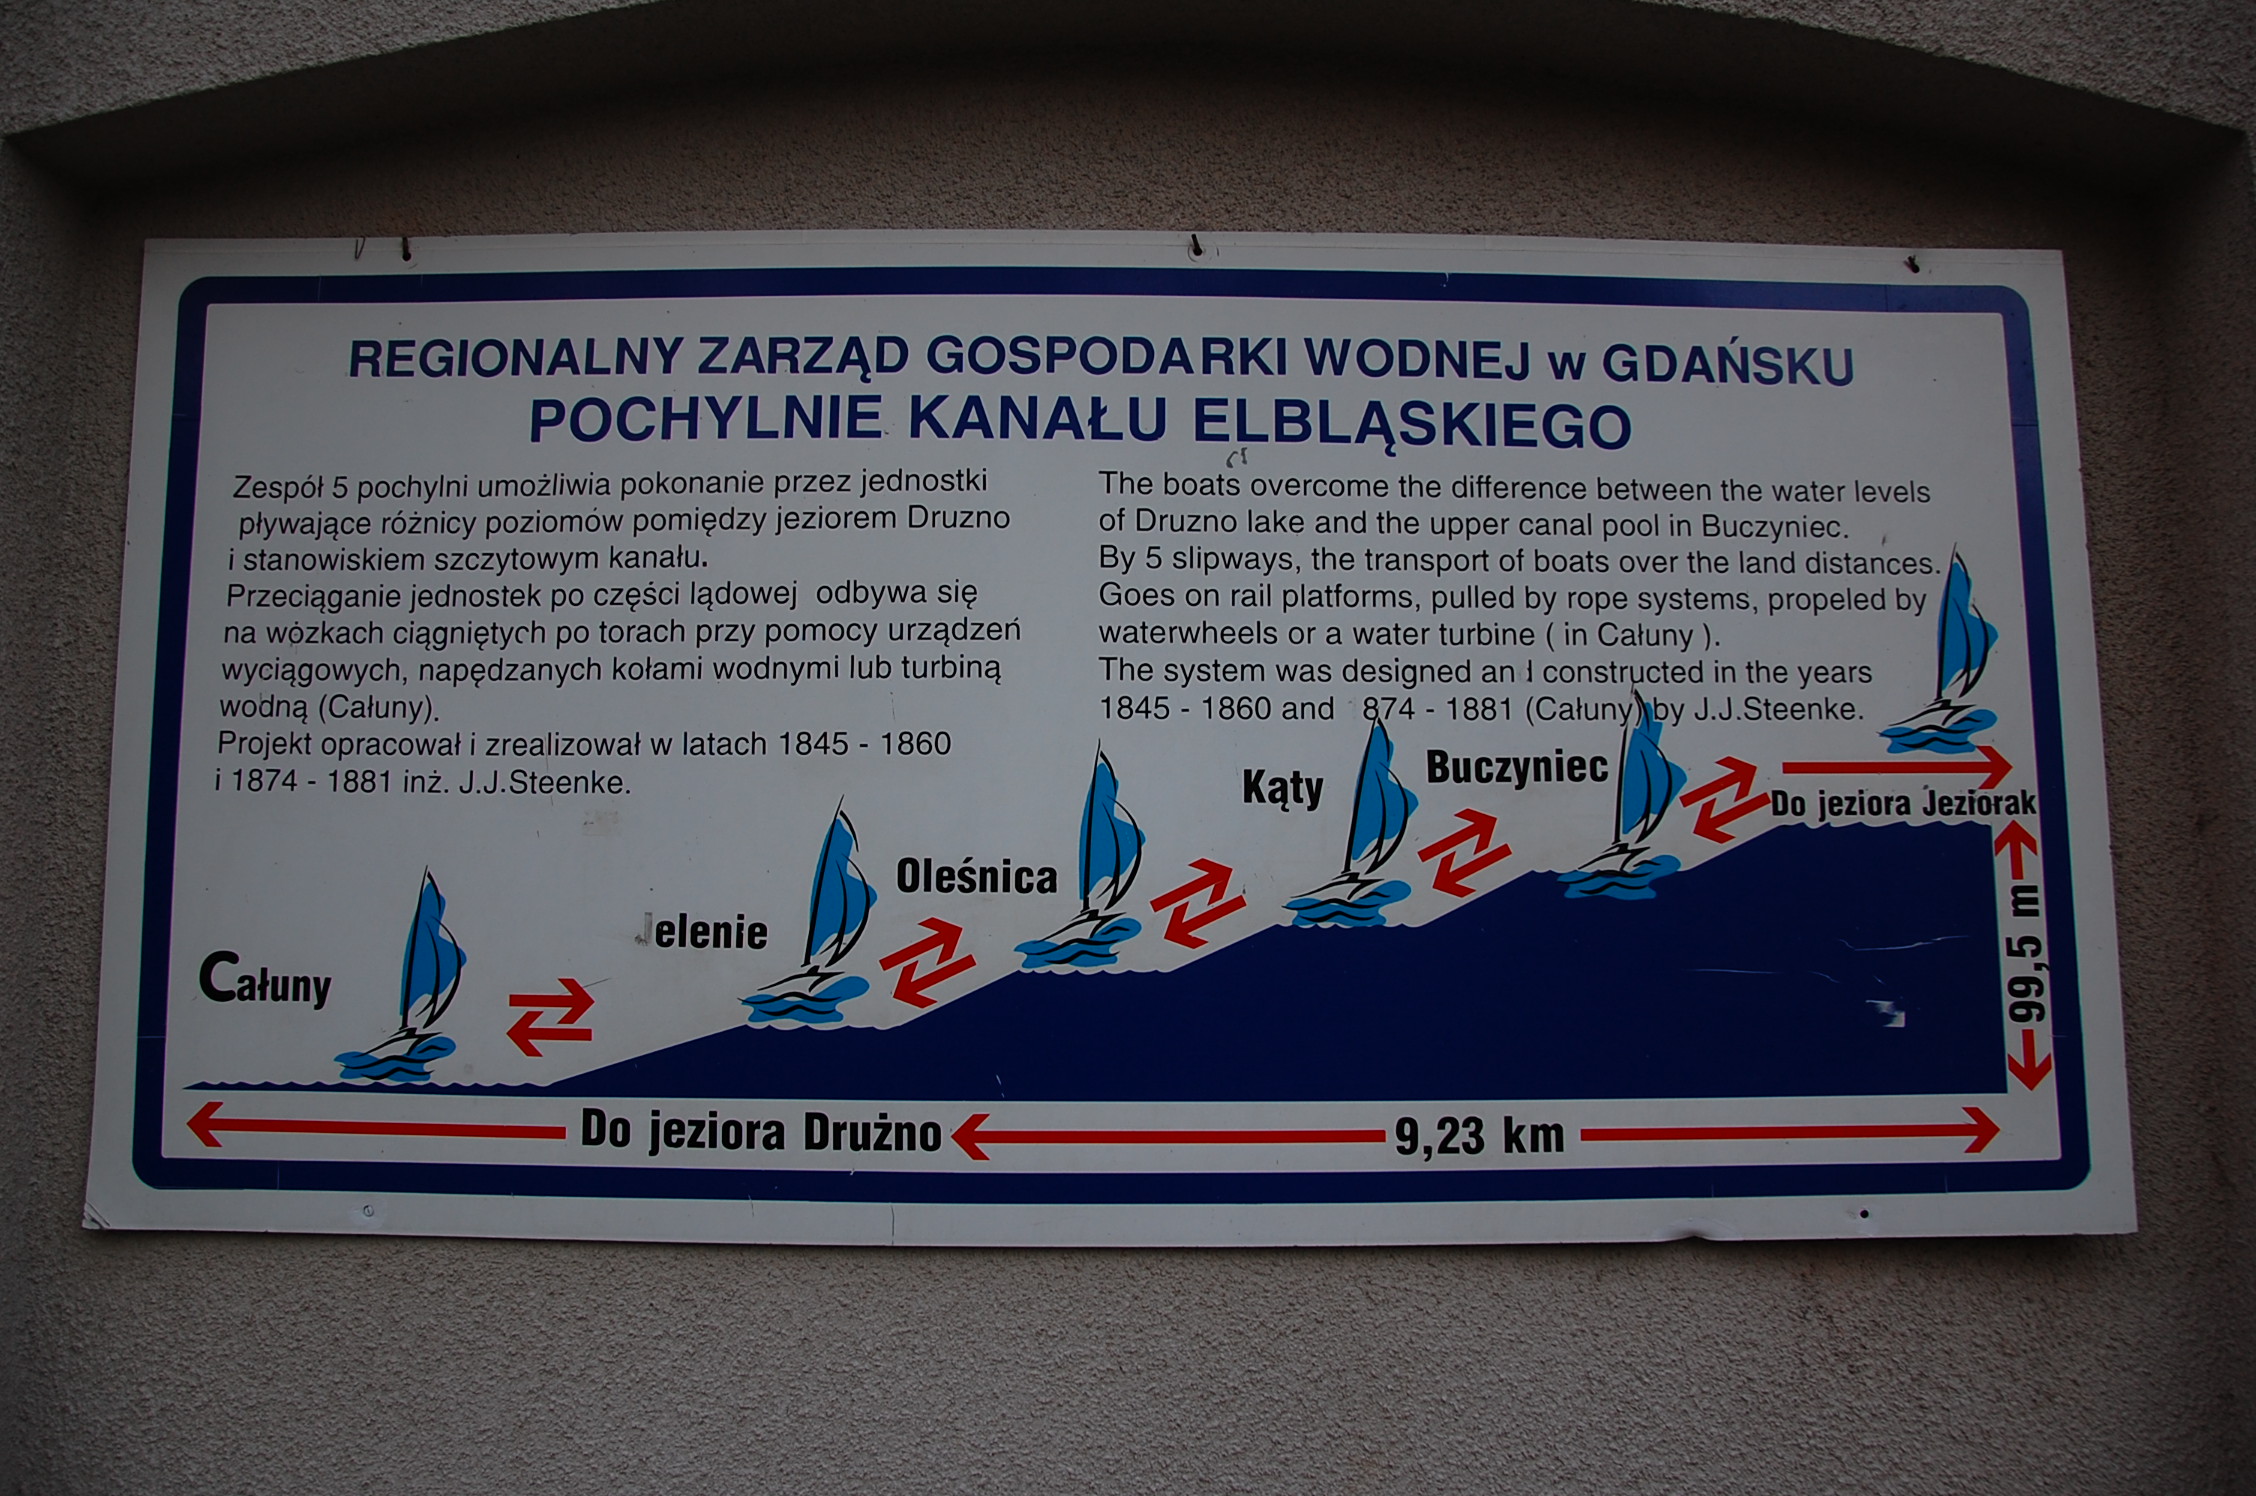 REGIONALNY ZARZĄD GOSPODARKI WODNEJ w GDAŃSKU
POCHYLNIE KANAŁU ELBLĄSKIEGO
Zespół 5 pochylni umożliwia pokonanie przez jednostki
pływające różnicy poziomów pomiędzy jeziorem Druzno
i stanowiskiem szczytowym kanału.
Przeciąganie jednostek po części lądowej odbywa się
na wózkach ciągniętych po torach przy pomocy urządzeń
wyciągowych, napędzanych kołami wodnymi lub turbiną
wodną (Całuny).
Projekt opracował i zrealizował w latach 1845 - 1860
i 1874 - 1881 inż. J.J.Steenke.
The boats overcome the difference between the water levels
of Druzno lake and the upper canal pool in Buczyniec.
By 5 slipways, the transport of boats over the land distances.
Goes on rail platforms, pulled by rope systems, propeled by
waterwheels or a water turbine ( in Całuny ).
The system was designed and constructed in the years
1845 - 1860 and 874 - 1881 (Całuny) by J.J.Steenke.
Całuny
Jelenie
Oleśnica
Kąty
Buczyniec
Do jeziora Jeziorak
99,5 m
Do jeziora Drużno
9,23 km